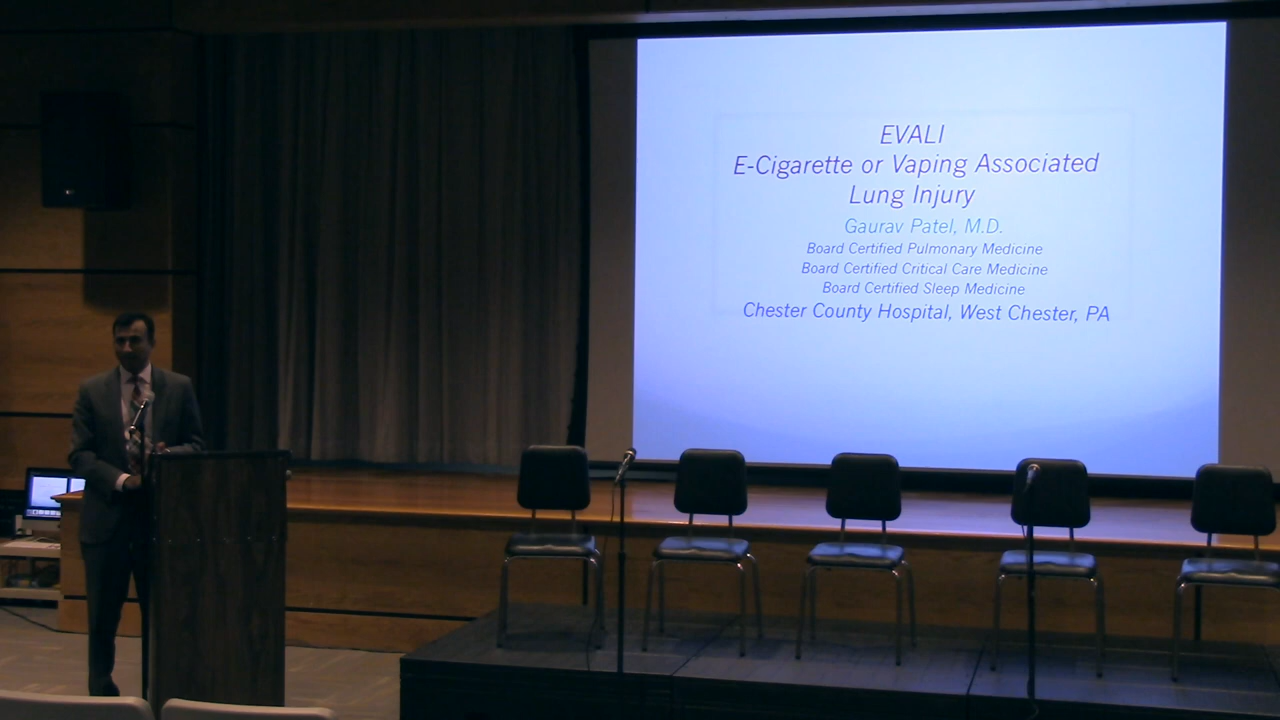 EVALI
E-Cigarette or Vaping Associated
Lung Injury
Gaurav Patel, M.D.
Board Certified Pulmonary Medicine
Board Certified Critical Care Medicine
Board Certified Sleep Medicine
Chester County Hospital, West Chester, PA